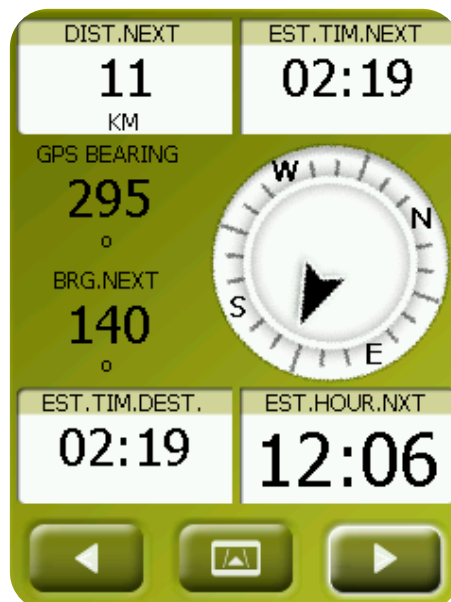 DIST.NEXT
11
KM
EST.TIM.NEXT
02:19
GPS BEARING
295
o
BRG.NEXT
140
o
W
N
S
E
EST.TIM.DEST.
02:19
EST.HOUR.NXT
12:06